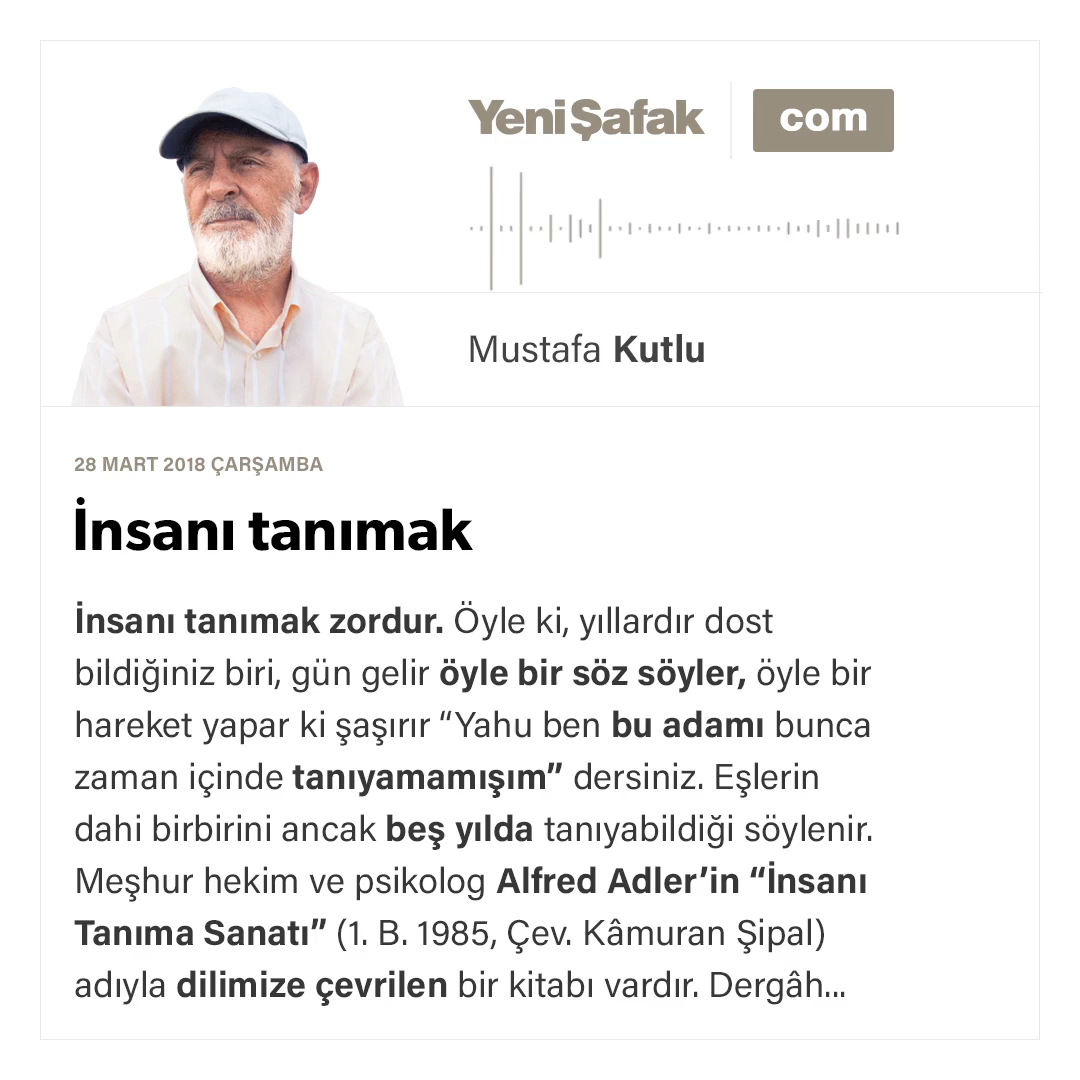 YeniŞafak com
Mustafa Kutlu
28 MART 2018 ÇARŞAMBA
İnsanı tanımak
İnsanı tanımak zordur. Öyle ki, yıllardır dost
bildiğiniz biri, gün gelir öyle bir söz söyler, öyle bir
hareket yapar ki şaşırır “Yahu ben bu adamı bunca
zaman içinde tanıyamamışım” dersiniz. Eşlerin
dahi birbirini ancak beş yılda tanıyabildiği söylenir.
Meşhur hekim ve psikolog Alfred Adler’in “İnsanı
Tanıma Sanatı” (1. B. 1985, Çev. Kâmuran Şipal)
adıyla dilimize çevrilen bir kitabı vardır. Dergâh...